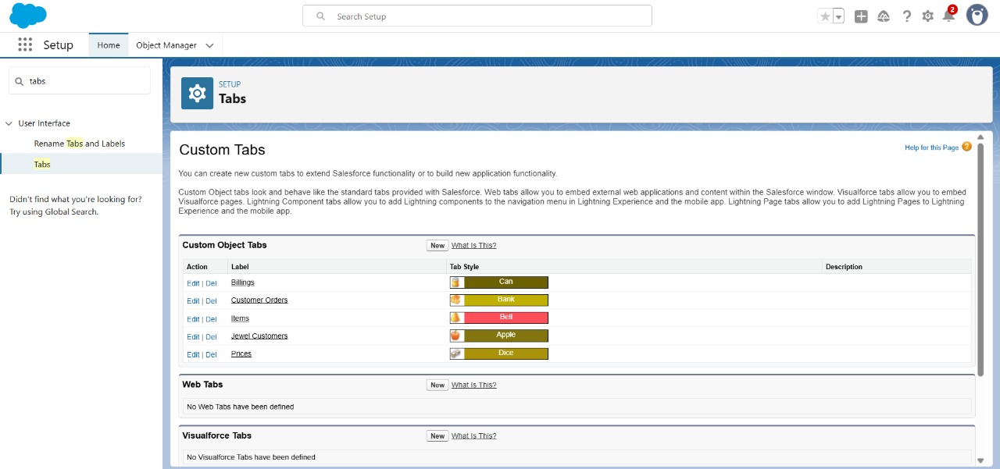 Search Setup
2
Setup
Home
Object Manager
tabs
User Interface
Rename Tabs and Labels
Tabs
Didn't find what you're looking for?
Try using Global Search.
SETUP
Tabs
Custom Tabs
Help for this Page ?
You can create new custom tabs to extend Salesforce functionality or to build new application functionality.
Custom Object tabs look and behave like the standard tabs provided with Salesforce. Web tabs allow you to embed external web applications and content within the Salesforce window. Visualforce tabs allow you to embed
Visualforce pages. Lightning Component tabs allow you to add Lightning components to the navigation menu in Lightning Experience and the mobile app. Lightning Page tabs allow you to add Lightning Pages to Lightning
Experience and the mobile app.
Custom Object Tabs New What Is This?
Action Label Tab Style Description
Edit | Del Billings Can
Edit | Del Customer Orders Bank
Edit | Del Items Bell
Edit | Del Jewel Customers Apple
Edit | Del Prices Dice
Web Tabs New What Is This?
No Web Tabs have been defined
Visualforce Tabs New What Is This?
No Visualforce Tabs have been defined